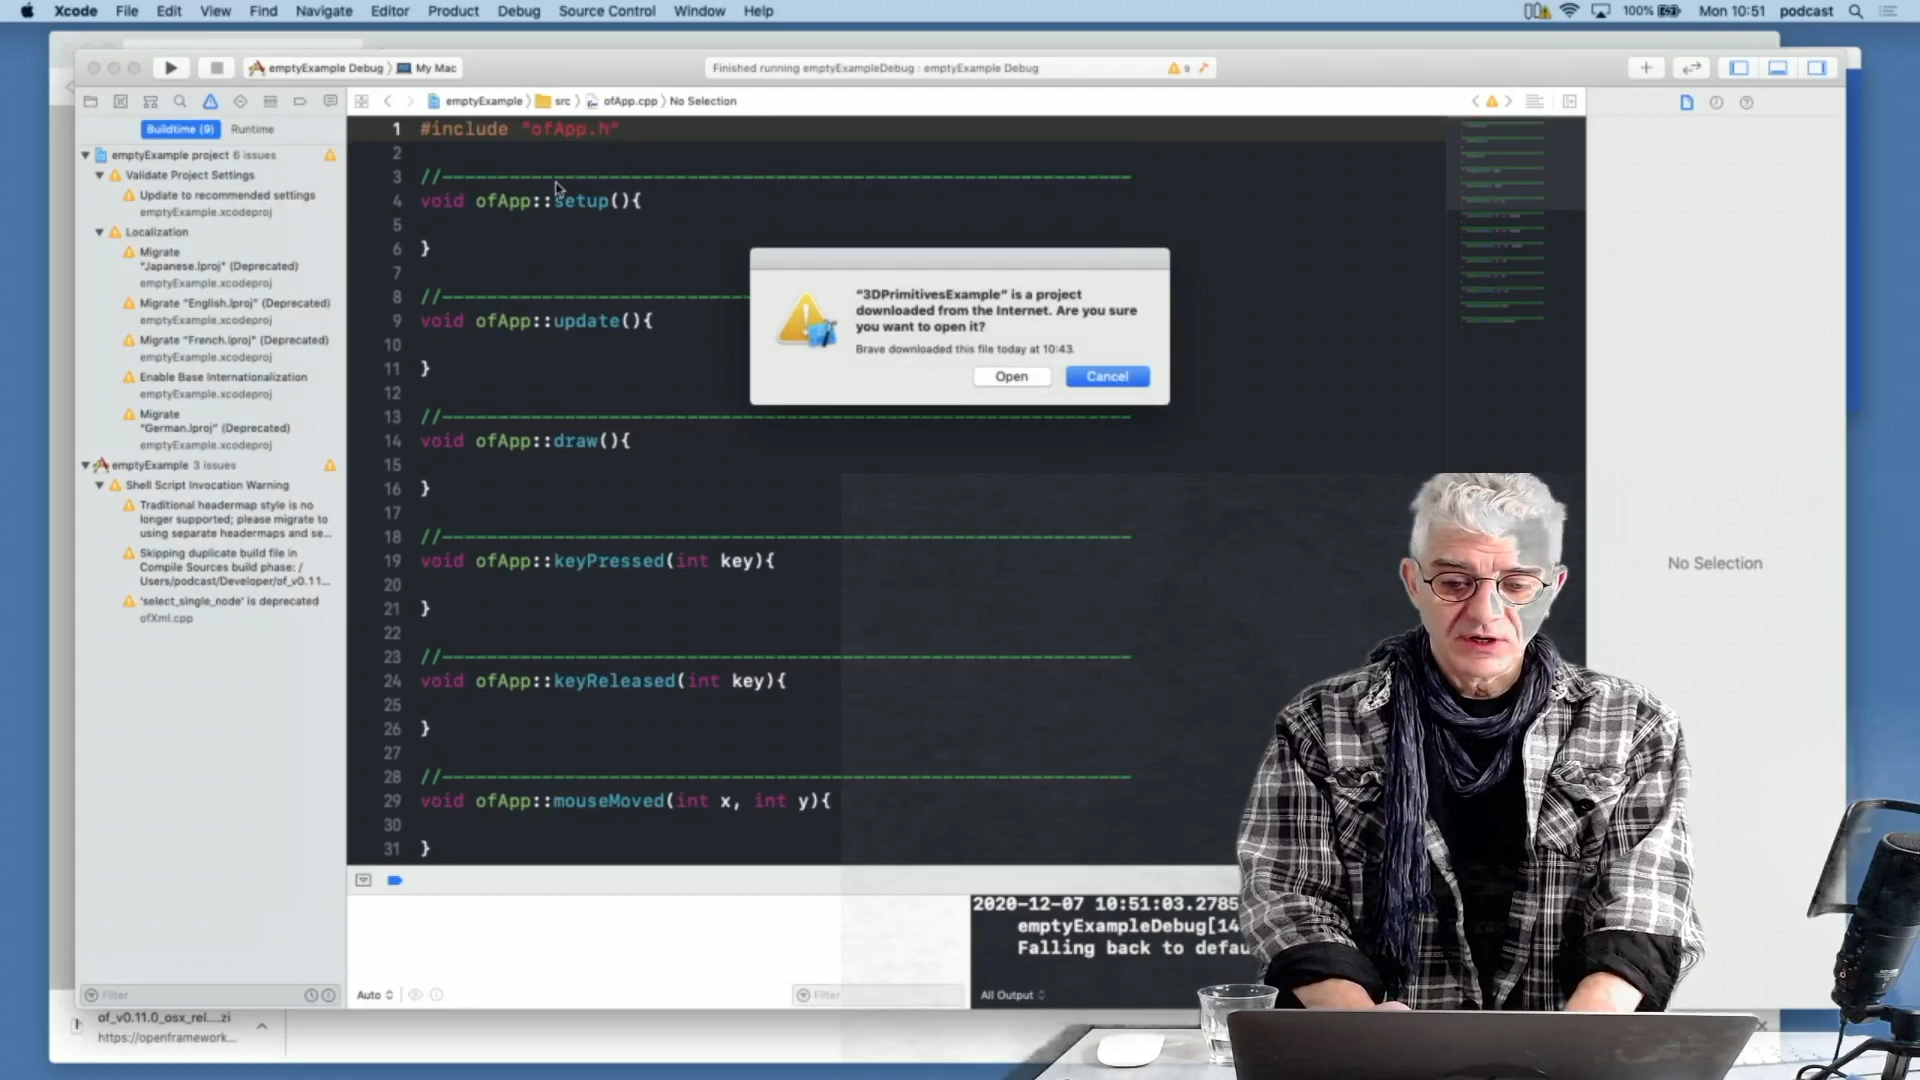 Xcode File Edit View Find Navigate Editor Product Debug Source Control Window Help 100% Mon 10:51 podcast
emptyExample Debug 〉 My Mac
Finished running emptyExampleDebug : emptyExample Debug 9
emptyExample 〉 src 〉 ofApp.cpp 〉 No Selection
Buildtime (9) Runtime
emptyExample project 6 issues
Validate Project Settings
Update to recommended settings
emptyExample.xcodeproj
Localization
Migrate
"Japanese.lproj" (Deprecated)
emptyExample.xcodeproj
Migrate "English.lproj" (Deprecated)
emptyExample.xcodeproj
Migrate "French.lproj" (Deprecated)
emptyExample.xcodeproj
Enable Base Internationalization
emptyExample.xcodeproj
Migrate
"German.lproj" (Deprecated)
emptyExample.xcodeproj
emptyExample 3 issues
Shell Script Invocation Warning
Traditional headermap style is no
longer supported; please migrate to
using separate headermaps and se...
Skipping duplicate build file in
Compile Sources build phase: /
Users/podcast/Developer/of_v0.11...
'select_single_node' is deprecated
ofXml.cpp
Filter
1 #include "ofApp.h"
2
3 //--------------------------------------------------------------
4 void ofApp::setup(){
5
6 }
7
8 //--------------------------------------------------------------
9 void ofApp::update(){
10
11 }
12
13 //--------------------------------------------------------------
14 void ofApp::draw(){
15
16 }
17
18 //--------------------------------------------------------------
19 void ofApp::keyPressed(int key){
20
21 }
22
23 //--------------------------------------------------------------
24 void ofApp::keyReleased(int key){
25
26 }
27
28 //--------------------------------------------------------------
29 void ofApp::mouseMoved(int x, int y){
30
31 }
"3DPrimitivesExample" is a project
downloaded from the Internet. Are you sure
you want to open it?
Brave downloaded this file today at 10:43.
Open Cancel
No Selection
2020-12-07 10:51:03.2785
emptyExampleDebug[14
Falling back to defau
Auto Filter All Output
of_v0.11.0_osx_rel....zi
https://openframework...